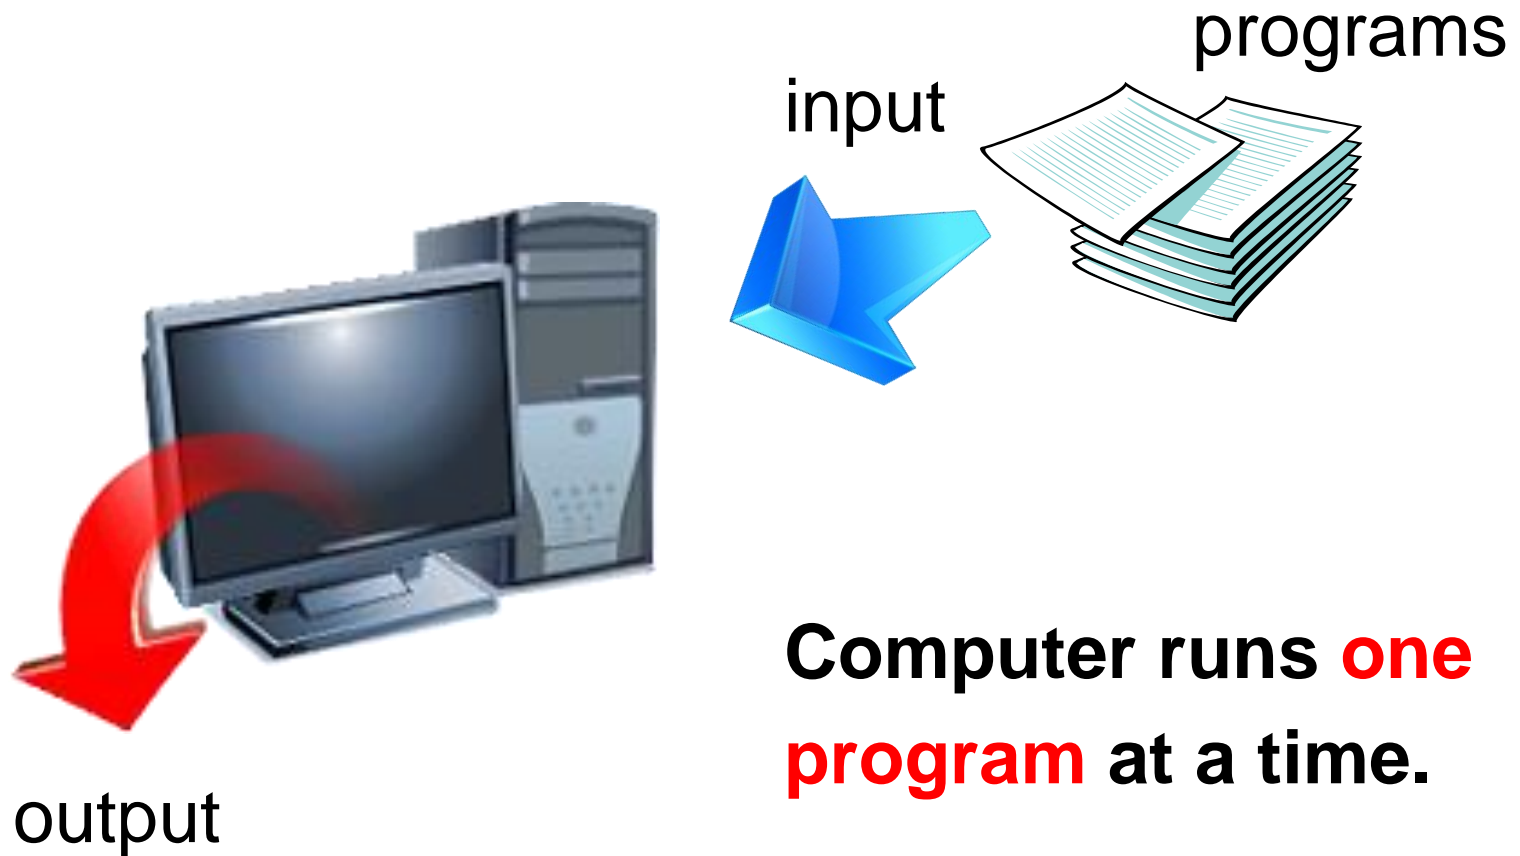 programs
input
Computer runs one
program at a time.
output